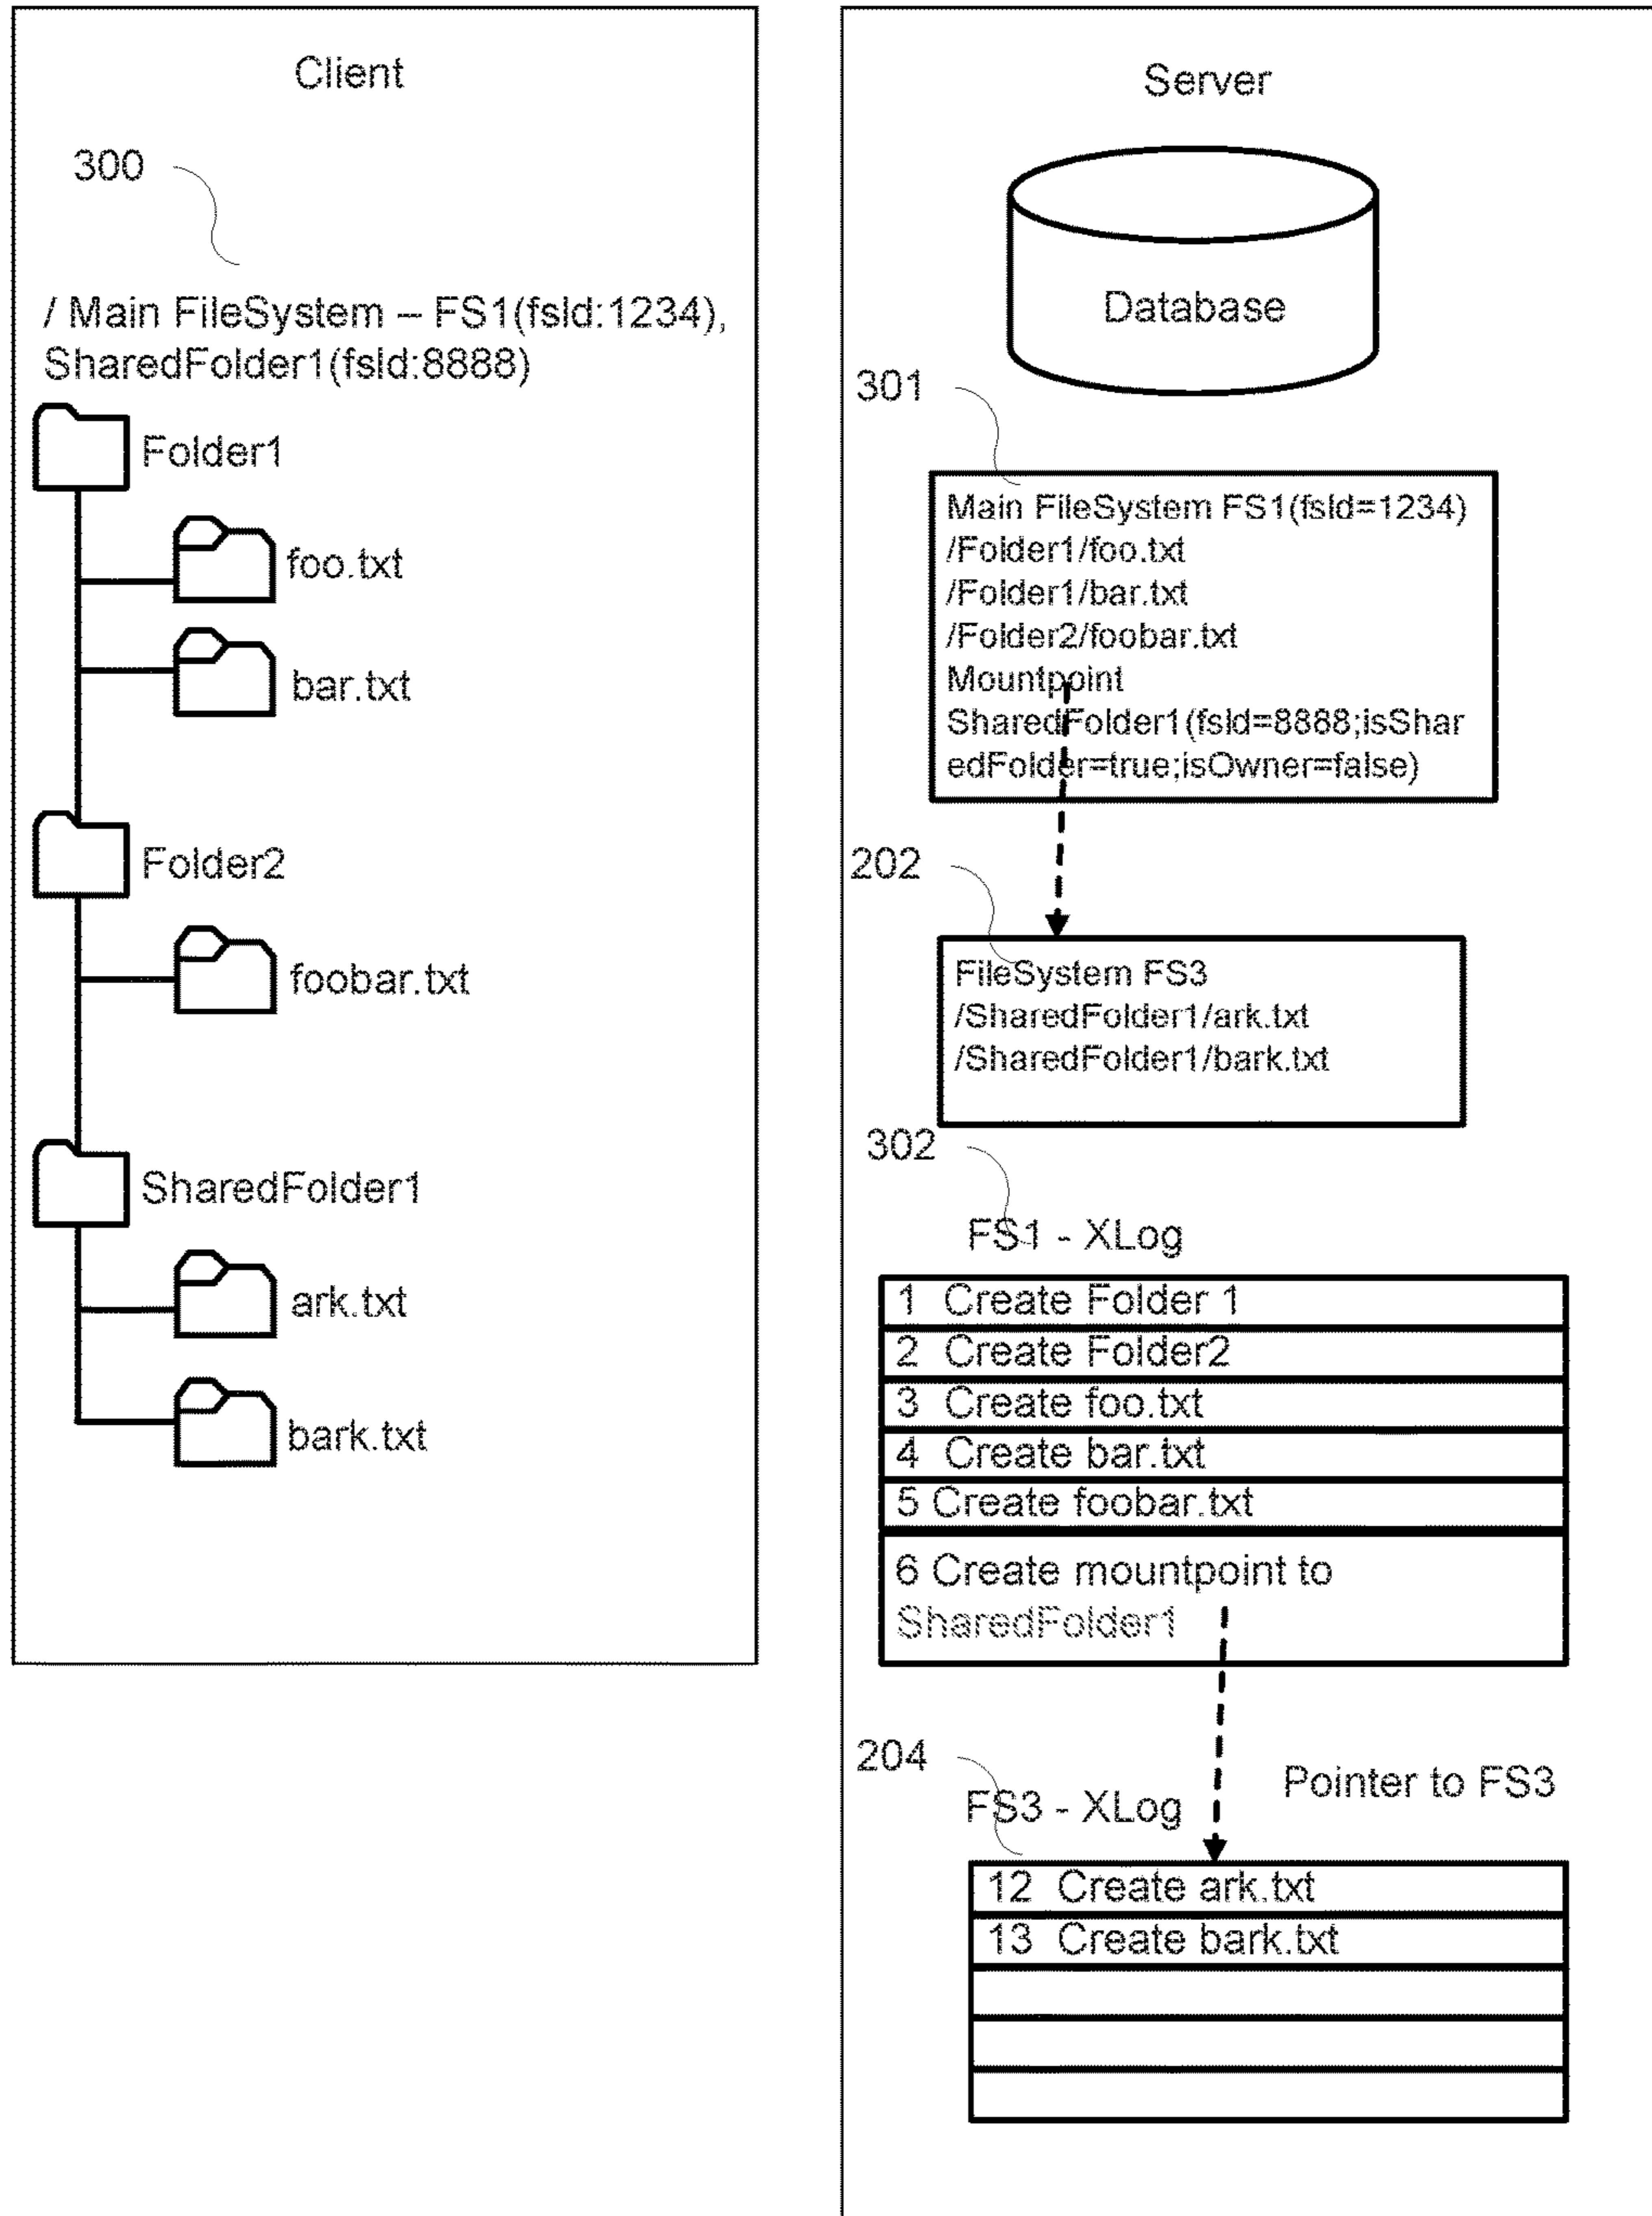 Client
300
/ Main FileSystem – FS1(fsId:1234),
SharedFolder1(fsId:8888)
Folder1
foo.txt
bar.txt
Folder2
foobar.txt
SharedFolder1
ark.txt
bark.txt
Server
Database
301
Main FileSystem FS1(fsId=1234)
/Folder1/foo.txt
/Folder1/bar.txt
/Folder2/foobar.txt
Mountpoint
SharedFolder1(fsId=8888;isShar
edFolder=true;isOwner=false)
202
FileSystem FS3
/SharedFolder1/ark.txt
/SharedFolder1/bark.txt
302
FS1 - XLog
1 Create Folder 1
2 Create Folder2
3 Create foo.txt
4 Create bar.txt
5 Create foobar.txt
6 Create mountpoint to
SharedFolder1
204
Pointer to FS3
FS3 - XLog
12 Create ark.txt
13 Create bark.txt